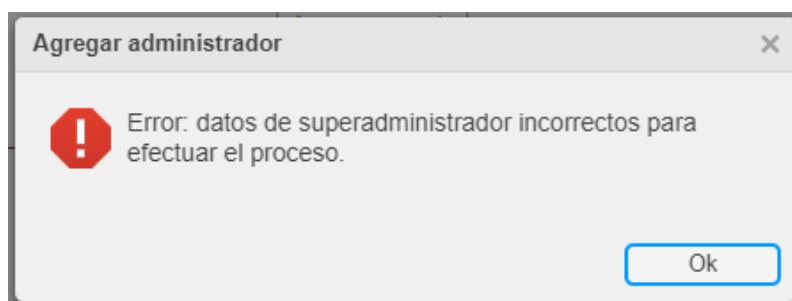 Agregar administrador
Error: datos de superadministrador incorrectos para
efectuar el proceso.
Ok